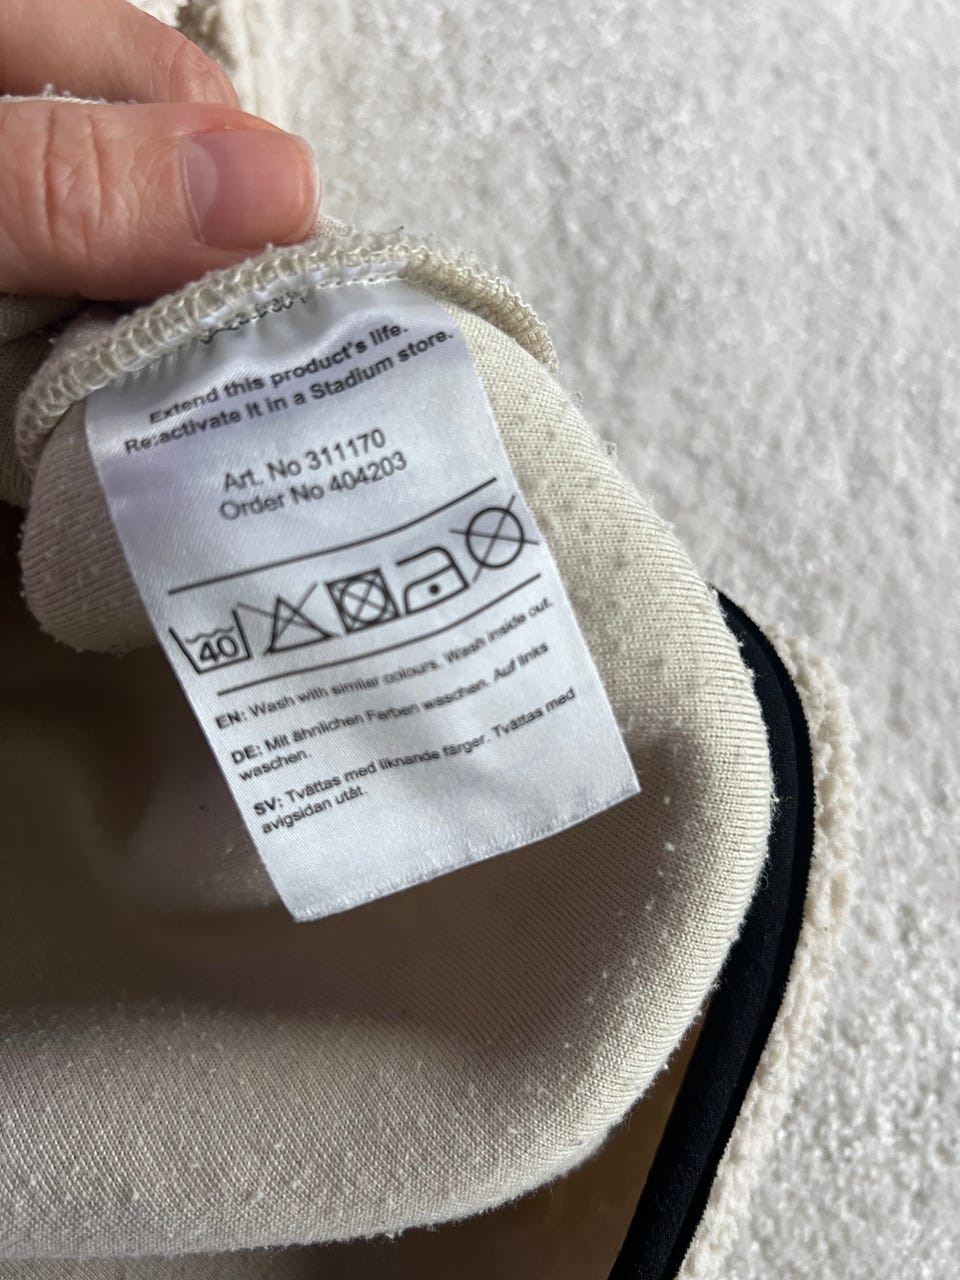 Extend this product's life.
Re:activate it in a Stadium store.
Art. No 311170
Order No 404203
40
EN: Wash with similar colours. Wash inside out.
DE: Mit ähnlichen Farben waschen. Auf links
waschen.
SV: Tvättas med liknande färger. Tvättas med
avigsidan utåt.